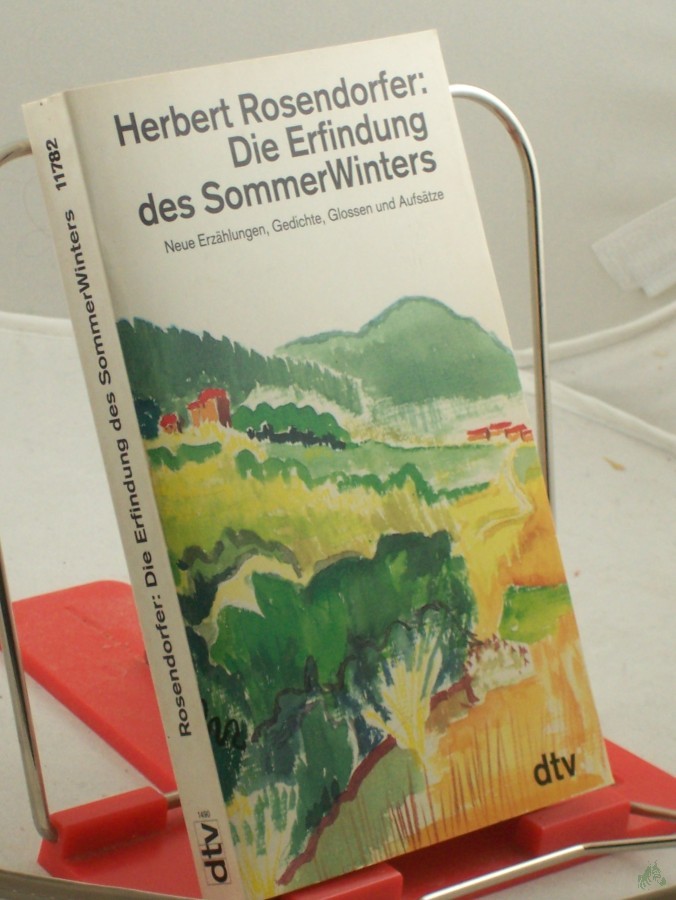 Herbert Rosendorfer:
Die Erfindung
des SommerWinters
Neue Erzählungen, Gedichte, Glossen und Aufsätze
dtv
11782
Rosendorfer: Die Erfindung des SommerWinters
dtv